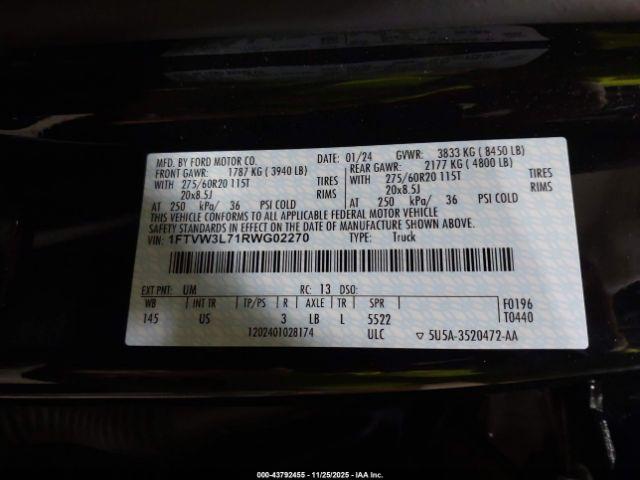 MFD. BY FORD MOTOR CO.
DATE: 01/24 GVWR: 3833 KG ( 8450 LB)
FRONT GAWR: 1787 KG ( 3940 LB) REAR GAWR: 2177 KG ( 4800 LB)
WITH 275/60R20 115T TIRES WITH 275/60R20 115T TIRES
20x8.5J RIMS 20x8.5J RIMS
AT 250 kPa/ 36 PSI COLD AT 250 kPa/ 36 PSI COLD
THIS VEHICLE CONFORMS TO ALL APPLICABLE FEDERAL MOTOR VEHICLE
SAFETY STANDARDS IN EFFECT ON THE DATE OF MANUFACTURE SHOWN ABOVE.
VIN: 1FTVW3L71RWG02270 TYPE: Truck
EXT PNT: UM RC: 13 DSO:
WB INT TR TP/PS R AXLE TR SPR F0196
145 US 3 LB L 5522 T0440
1202401028174 ULC 5U5A-3520472-AA
000-43792455 - 11/25/2025 - IAAI.COM